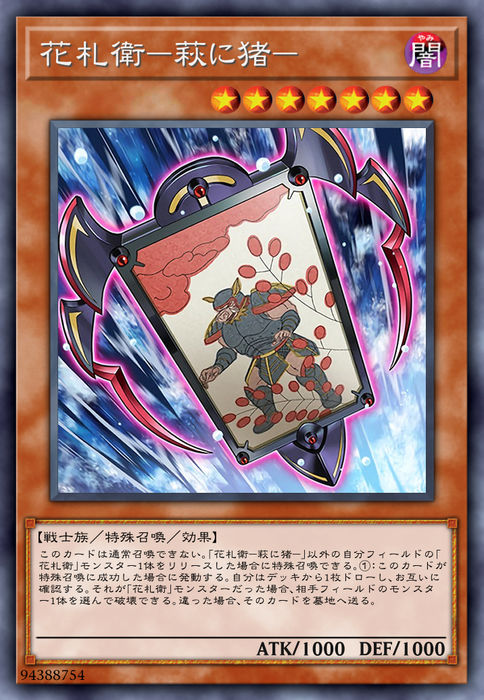 花札衛－萩に猪－
やみ
闇
【戦士族／特殊召喚／効果】
このカードは通常召喚できない。「花札衛－萩に猪－」以外の自分フィールドの「
花札衛」モンスター1体をリリースした場合に特殊召喚できる。①：このカードが
特殊召喚に成功した場合に発動する。自分はデッキから1枚ドローし、お互いに
確認する。それが「花札衛」モンスターだった場合、相手フィールドのモンスタ
ー1体を選んで破壊できる。違った場合、そのカードを墓地へ送る。
ATK/1000 DEF/1000
94388754